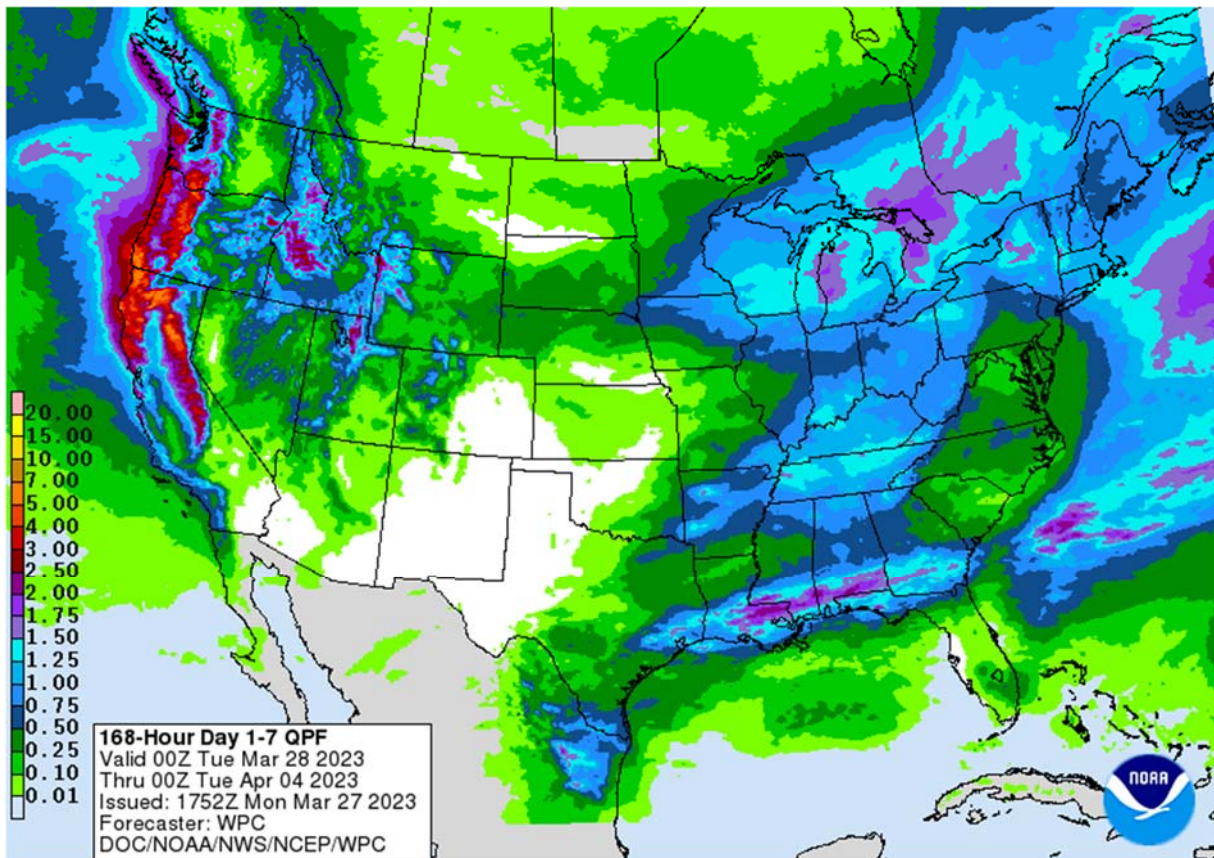 20.00
15.00
10.00
7.00
5.00
4.00
3.00
2.50
2.00
1.75
1.50
1.25
1.00
0.75
0.50
0.25
0.10
0.01
168-Hour Day 1-7 QPF
Valid 00Z Tue Mar 28 2023
Thru 00Z Tue Apr 04 2023
Issued: 1752Z Mon Mar 27 2023
Forecaster: WPC
DOC/NOAA/NWS/NCEP/WPC
NOAA